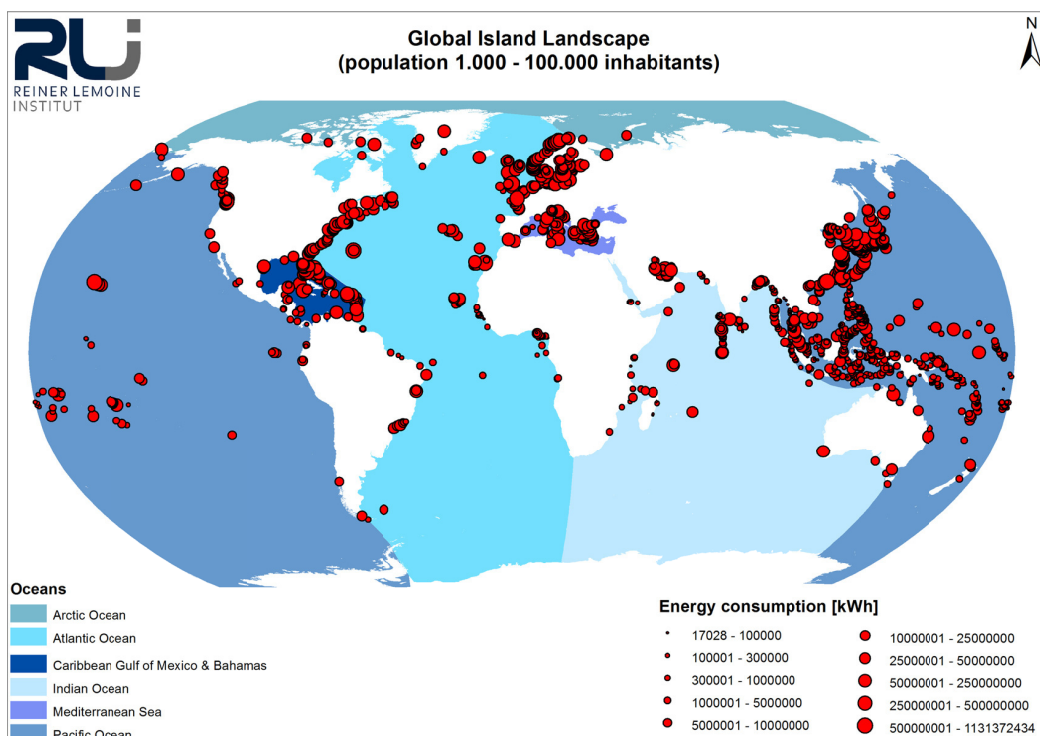 RLI
REINER LEMOINE
INSTITUT
Global Island Landscape
(population 1.000 - 100.000 inhabitants)
N
Oceans
Arctic Ocean
Atlantic Ocean
Caribbean Gulf of Mexico & Bahamas
Indian Ocean
Mediterranean Sea
Pacific Ocean
Energy consumption [kWh]
17028 - 100000
100001 - 300000
300001 - 1000000
1000001 - 5000000
5000001 - 10000000
10000001 - 25000000
25000001 - 50000000
50000001 - 250000000
250000001 - 500000000
500000001 - 1131372434